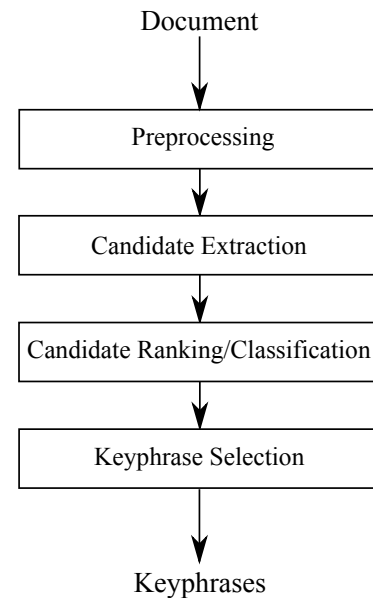 Document
Preprocessing
Candidate Extraction
Candidate Ranking/Classification
Keyphrase Selection
Keyphrases